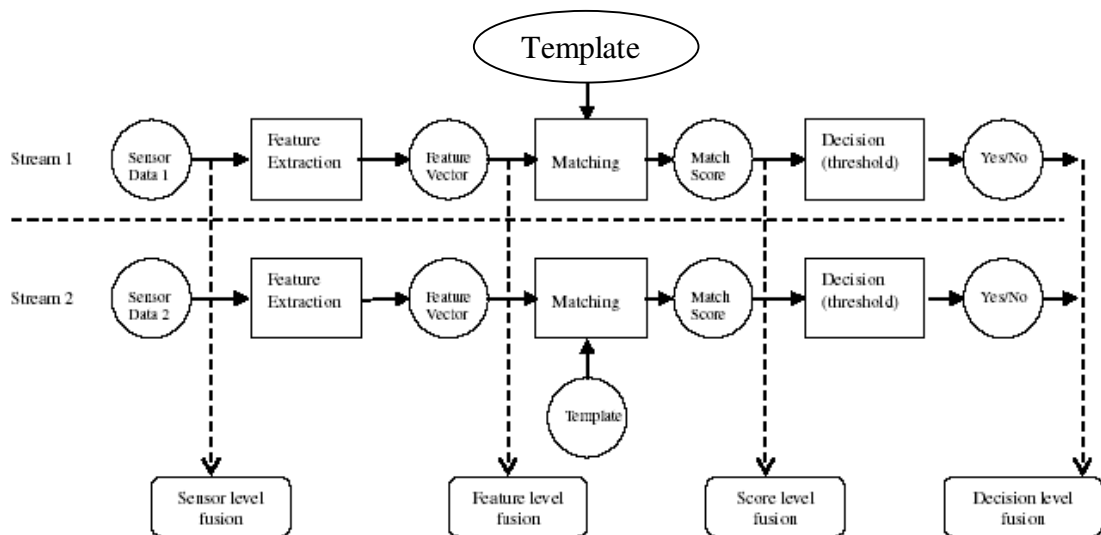 Template
Stream 1
Sensor
Data 1
Feature
Extraction
Feature
Vector
Matching
Match
Score
Decision
(threshold)
Yes/No
Stream 2
Sensor
Data 2
Feature
Extraction
Feature
Vector
Matching
Match
Score
Decision
(threshold)
Yes/No
Template
Sensor level
fusion
Feature level
fusion
Score level
fusion
Decision level
fusion